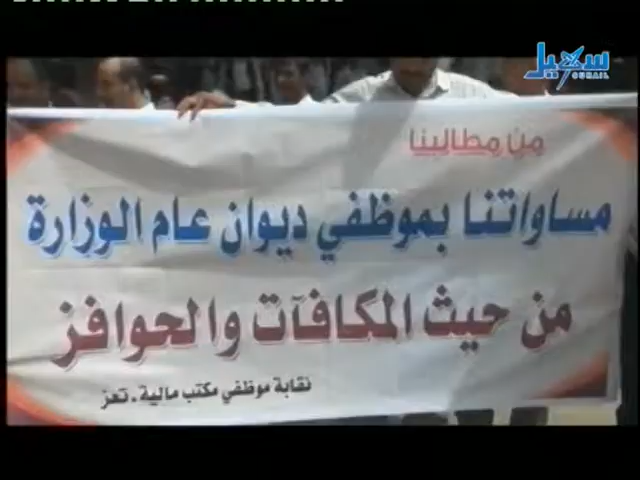 سهيل
SUHAIL
من مطالبنا
مساواتنا بموظفي ديوان عام الوزارة
من حيث المكافآت والحوافز
نقابة موظفي مكتب مالية - تعز